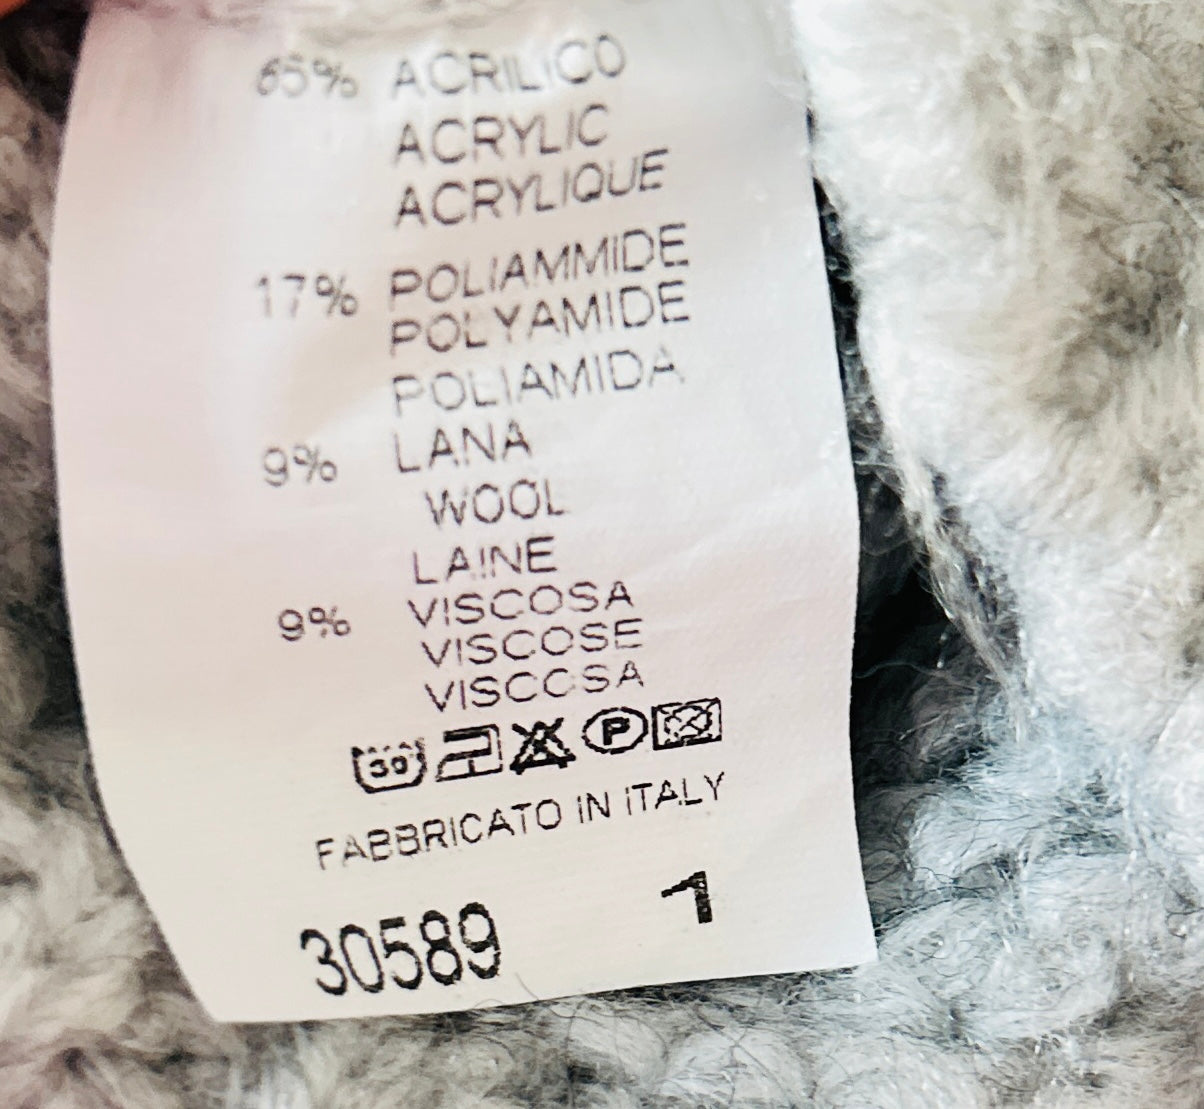 65% ACRILICO
ACRYLIC
ACRYLIQUE
17% POLIAMMIDE
POLYAMIDE
POLIAMIDA
9% LANA
WOOL
LAINE
9% VISCOSA
VISCOSE
VISCOSA
30 P
FABBRICATO IN ITALY
30589 1